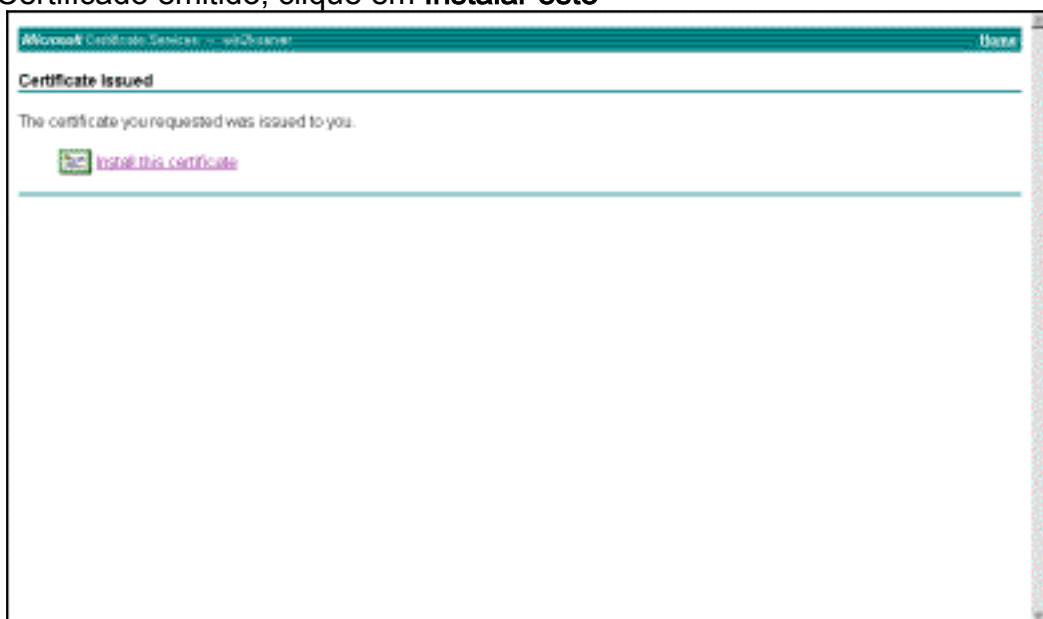 Certificado emitido, clique em Instalar este
Microsoft Certificate Services -- win2kserver Home
Certificate Issued
The certificate you requested was issued to you.
Install this certificate